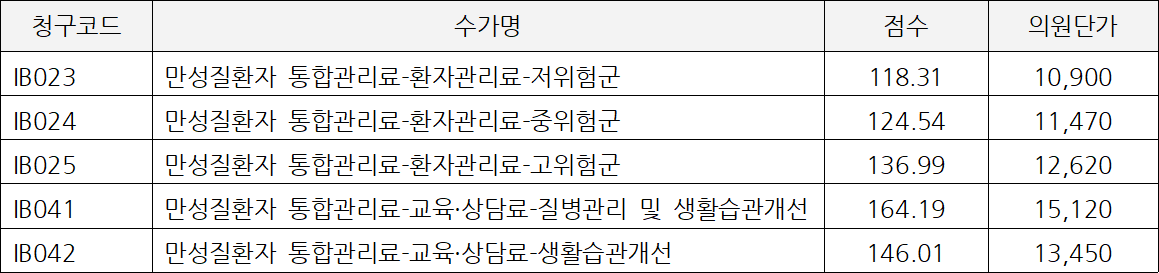 청구코드 수가명 점수 의원단가
IB023 만성질환자 통합관리료-환자관리료-저위험군 118.31 10,900
IB024 만성질환자 통합관리료-환자관리료-중위험군 124.54 11,470
IB025 만성질환자 통합관리료-환자관리료-고위험군 136.99 12,620
IB041 만성질환자 통합관리료-교육·상담료-질병관리 및 생활습관개선 164.19 15,120
IB042 만성질환자 통합관리료-교육·상담료-생활습관개선 146.01 13,450